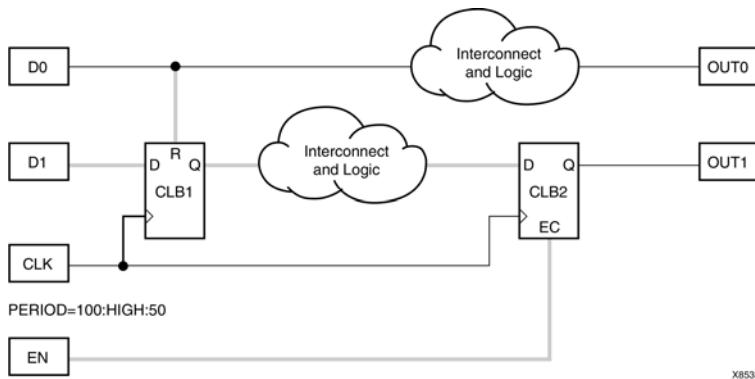 Interconnect
and Logic
D0
OUT0
R
D1
D
Q
CLB1
Interconnect
and Logic
D
Q
CLB2
EC
OUT1
CLK
PERIOD=100:HIGH:50
EN
X853